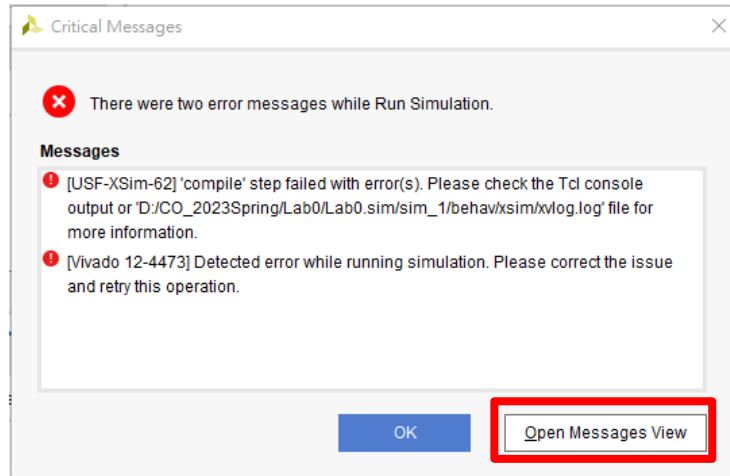 Critical Messages
There were two error messages while Run Simulation.
Messages
[USF-XSim-62] 'compile' step failed with error(s). Please check the Tcl console
output or 'D:/CO_2023Spring/Lab0/Lab0.sim/sim_1/behav/xsim/xvlog.log' file for
more information.
[Vivado 12-4473] Detected error while running simulation. Please correct the issue
and retry this operation.
OK
Open Messages View